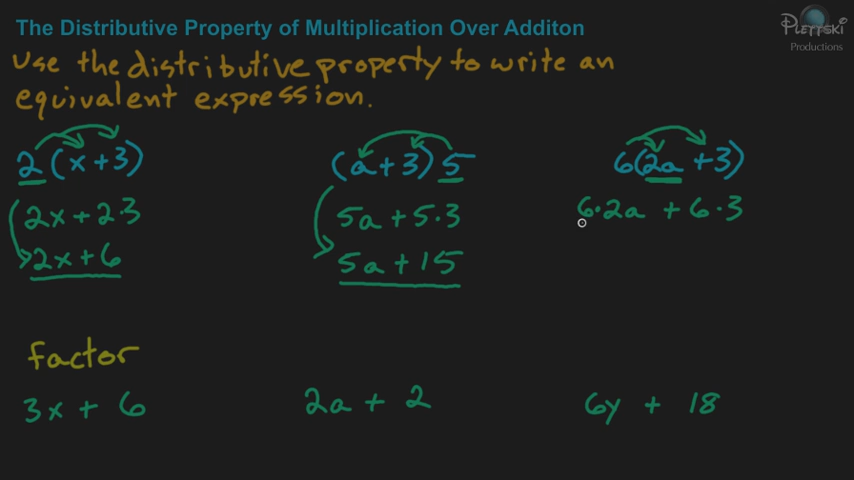 The Distributive Property of Multiplication Over Additon
PLETTSKI
Productions
Use the distributive property to write an
equivalent expression.
2(x+3) (a+3)5 6(2a+3)
2x+2·3 5a+5·3 6·2a+6·3
2x+6 5a+15
factor
3x+6 2a+2 6y+18